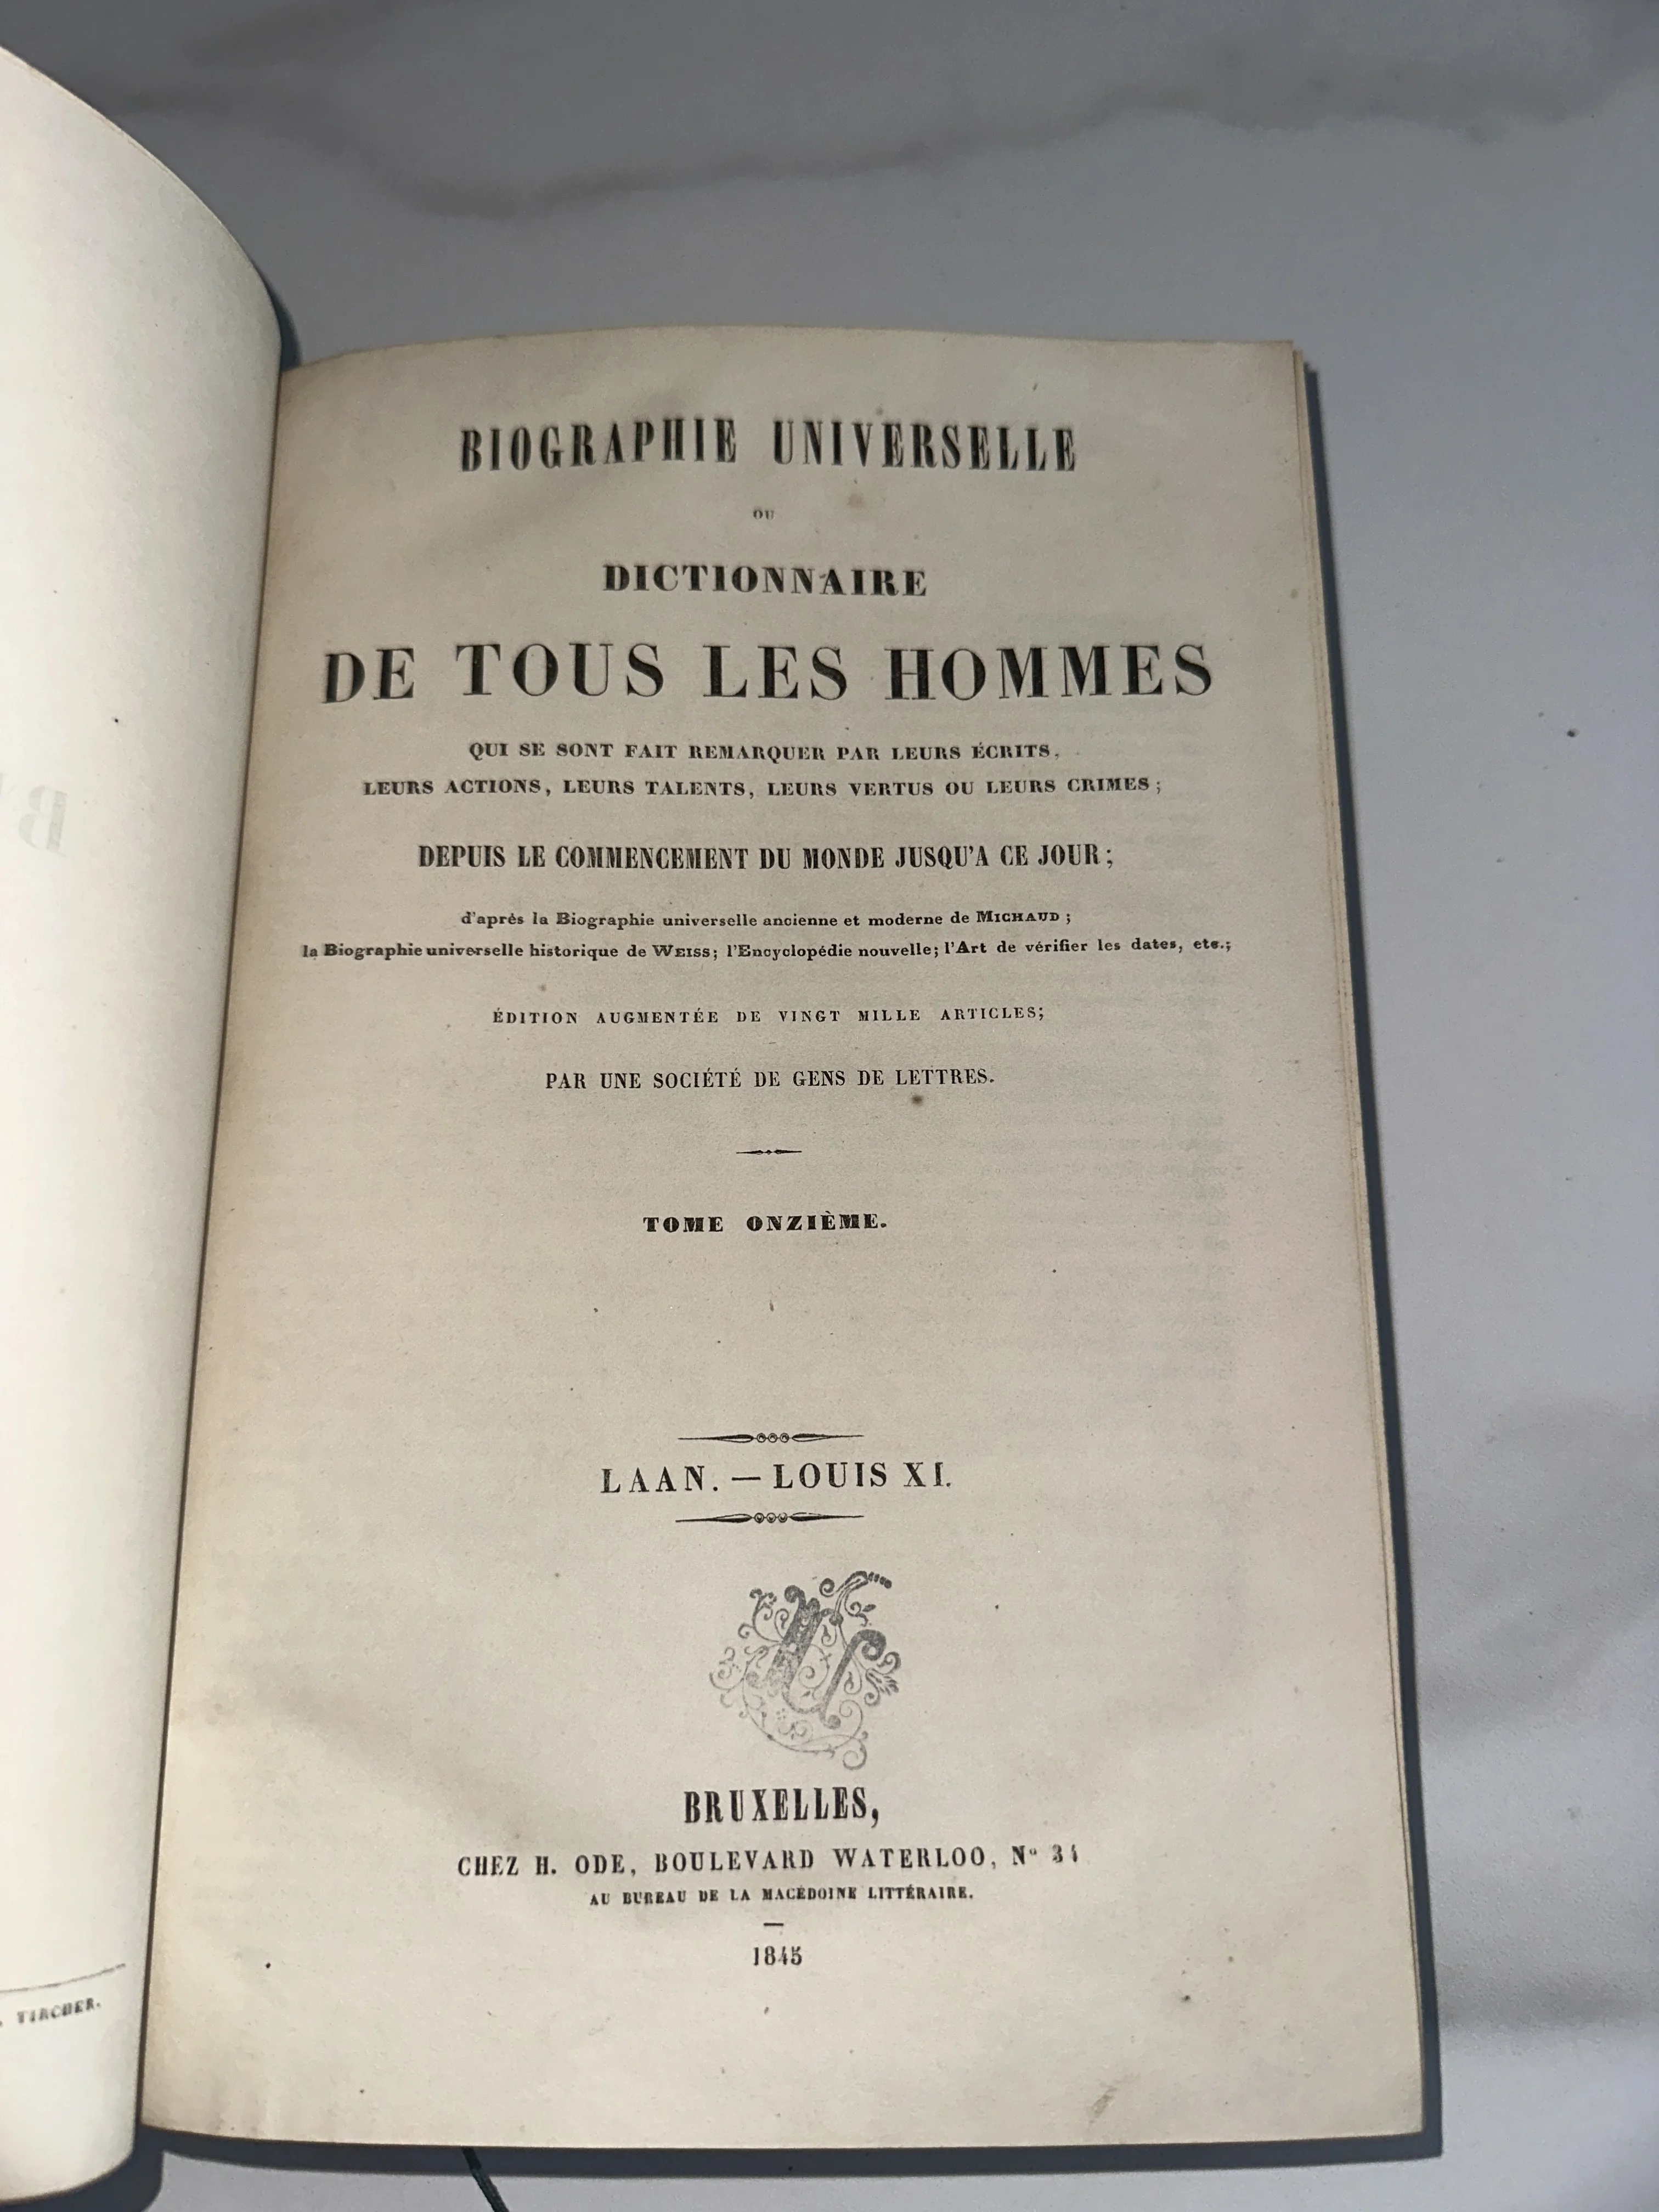 BIOGRAPHIE UNIVERSELLE
OU
DICTIONNAIRE
DE TOUS LES HOMMES
QUI SE SONT FAIT REMARQUER PAR LEURS ÉCRITS,
LEURS ACTIONS, LEURS TALENTS, LEURS VERTUS OU LEURS CRIMES;
DEPUIS LE COMMENCEMENT DU MONDE JUSQU'A CE JOUR;
d'après la Biographie universelle ancienne et moderne de MICHAUD;
la Biographie universelle historique de WEISS; l'Encyclopédie nouvelle; l'Art de vérifier les dates, etc.;
ÉDITION AUGMENTÉE DE VINGT MILLE ARTICLES;
PAR UNE SOCIÉTÉ DE GENS DE LETTRES.
TOME ONZIÈME.
LAAN. — LOUIS XI.
BRUXELLES,
CHEZ H. ODE, BOULEVARD WATERLOO, No 34
AU BUREAU DE LA MACÉDOINE LITTÉRAIRE.
1845
TIRCHER.